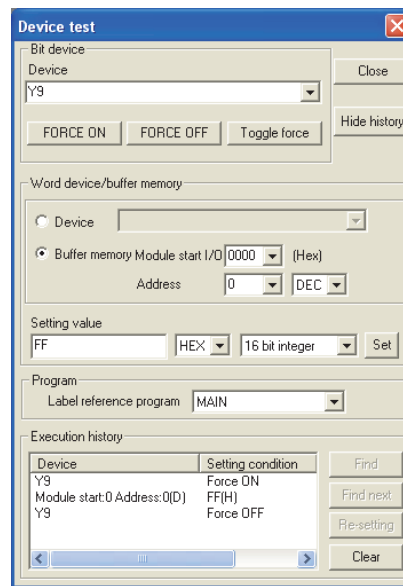 Device test
Bit device
Device
Close
Y9
FORCE ON FORCE OFF Toggle force
Hide history
Word device/buffer memory
Device
Buffer memory Module start I/O 0000 (Hex)
Address 0 DEC
Setting value
FF HEX 16 bit integer Set
Program
Label reference program MAIN
Execution history
Device Setting condition
Y9 Force ON
Module start:0 Address:0(D) FF(H)
Y9 Force OFF
Find
Find next
Re-setting
Clear